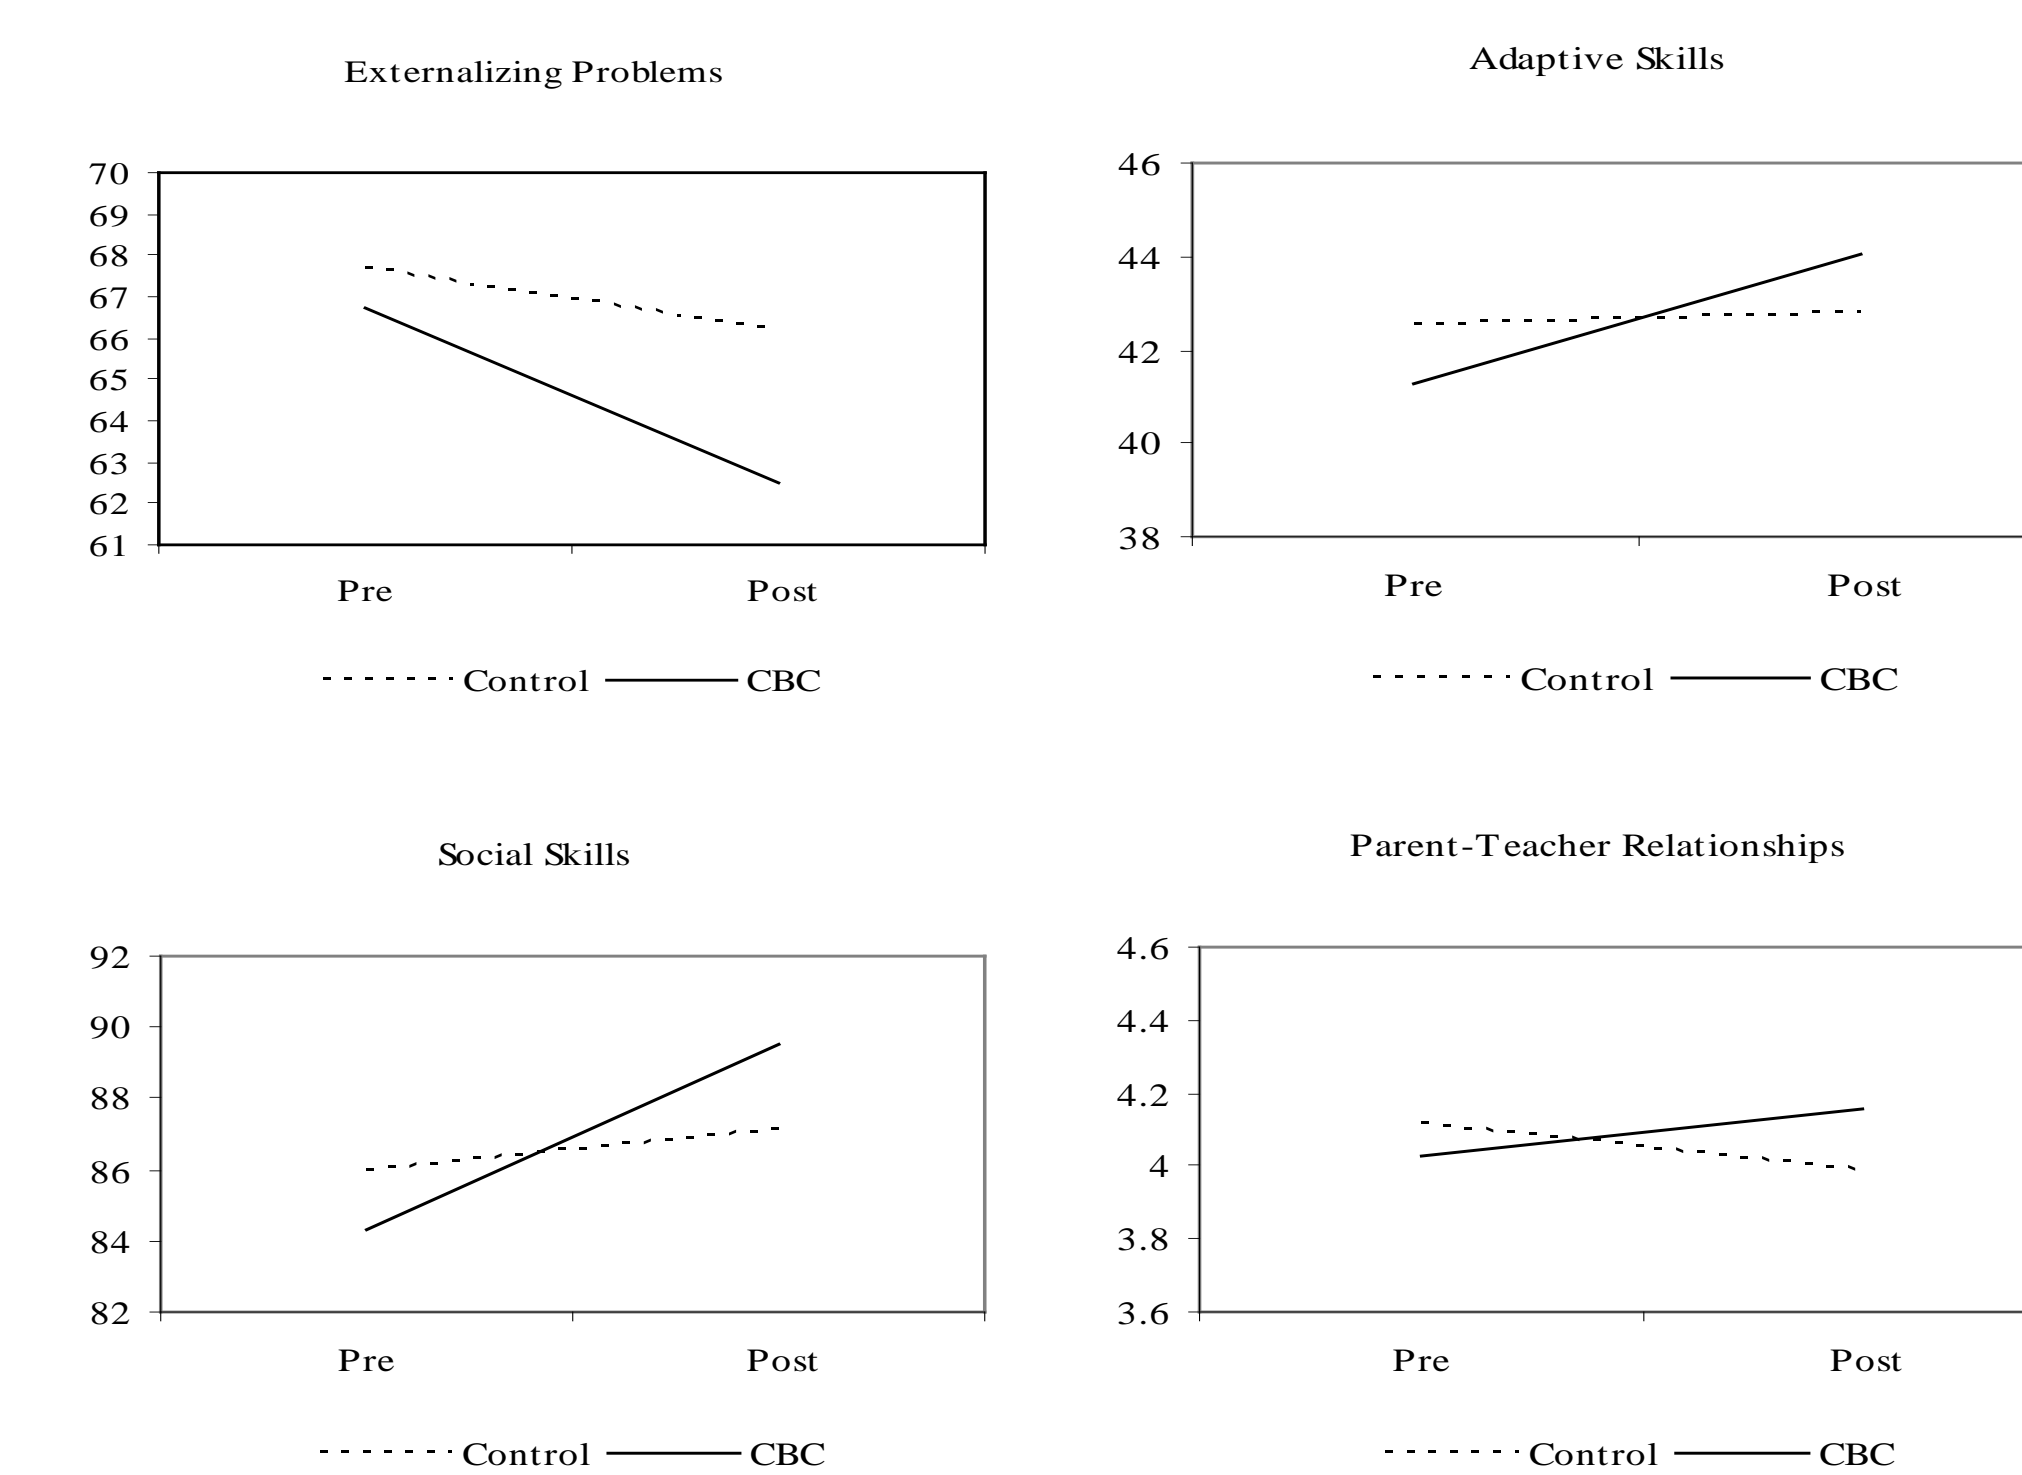 Externalizing Problems
70
69
68
67
66
65
64
63
62
61
Pre Post
Control CBC
Adaptive Skills
46
44
42
40
38
Pre Post
Control CBC
Social Skills
92
90
88
86
84
82
Pre Post
Control CBC
Parent-Teacher Relationships
4.6
4.4
4.2
4
3.8
3.6
Pre Post
Control CBC